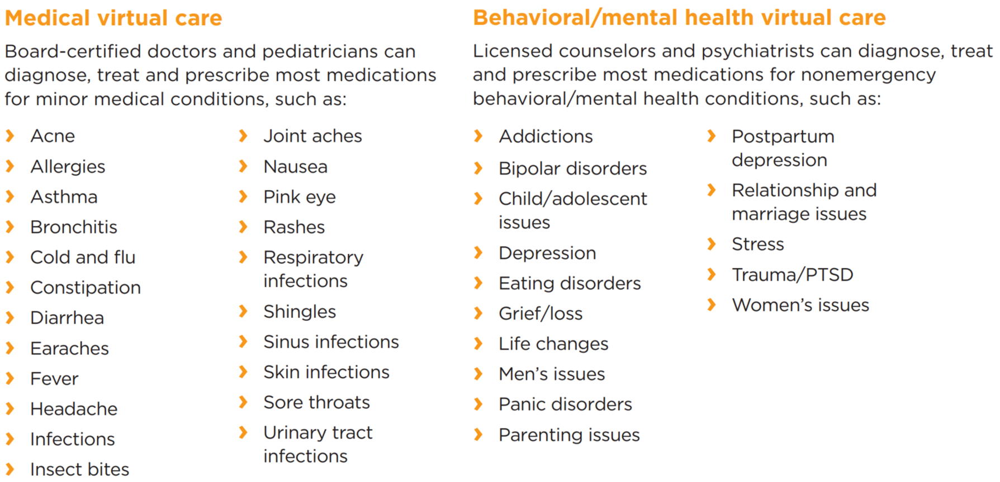 Medical virtual care
Board-certified doctors and pediatricians can
diagnose, treat and prescribe most medications
for minor medical conditions, such as:
Acne
Allergies
Asthma
Bronchitis
Cold and flu
Constipation
Diarrhea
Earaches
Fever
Headache
Infections
Insect bites
Joint aches
Nausea
Pink eye
Rashes
Respiratory
infections
Shingles
Sinus infections
Skin infections
Sore throats
Urinary tract
infections
Behavioral/mental health virtual care
Licensed counselors and psychiatrists can diagnose, treat
and prescribe most medications for nonemergency
behavioral/mental health conditions, such as:
Addictions
Bipolar disorders
Child/adolescent
issues
Depression
Eating disorders
Grief/loss
Life changes
Men’s issues
Panic disorders
Parenting issues
Postpartum
depression
Relationship and
marriage issues
Stress
Trauma/PTSD
Women’s issues